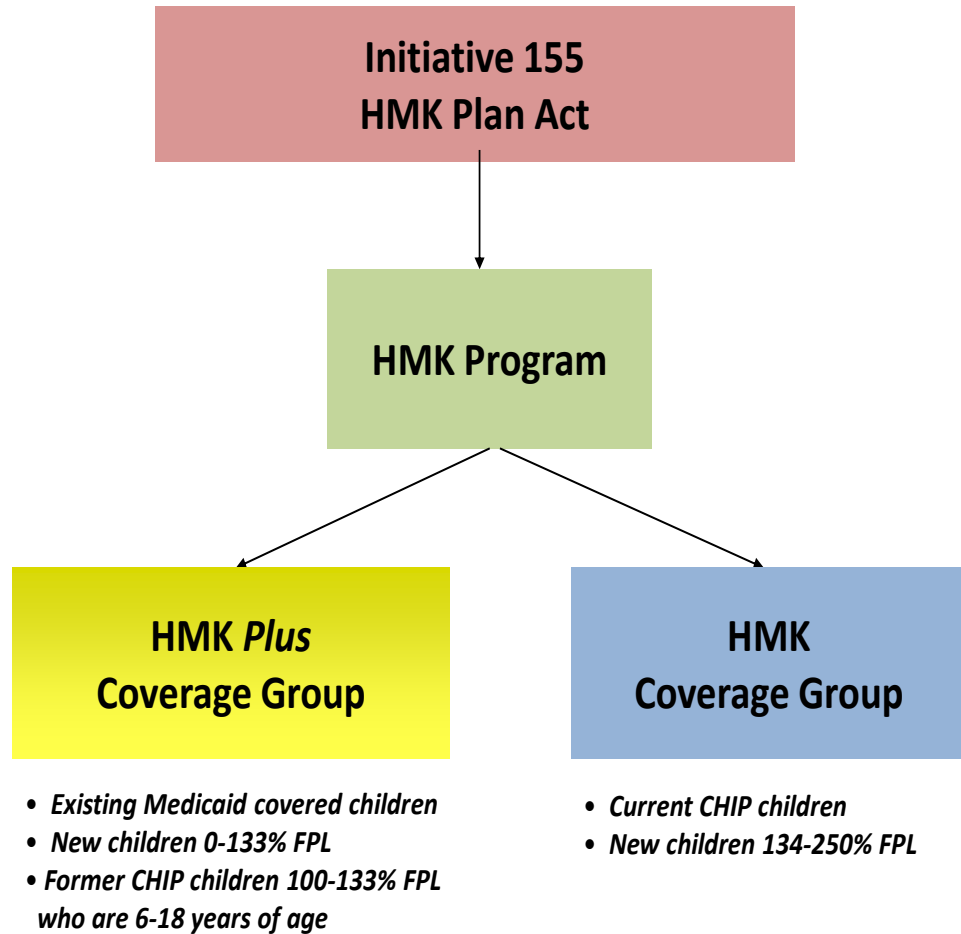 Initiative 155
HMK Plan Act
HMK Program
HMK Plus
Coverage Group
• Existing Medicaid covered children
• New children 0-133% FPL
• Former CHIP children 100-133% FPL
who are 6-18 years of age
HMK
Coverage Group
• Current CHIP children
• New children 134-250% FPL